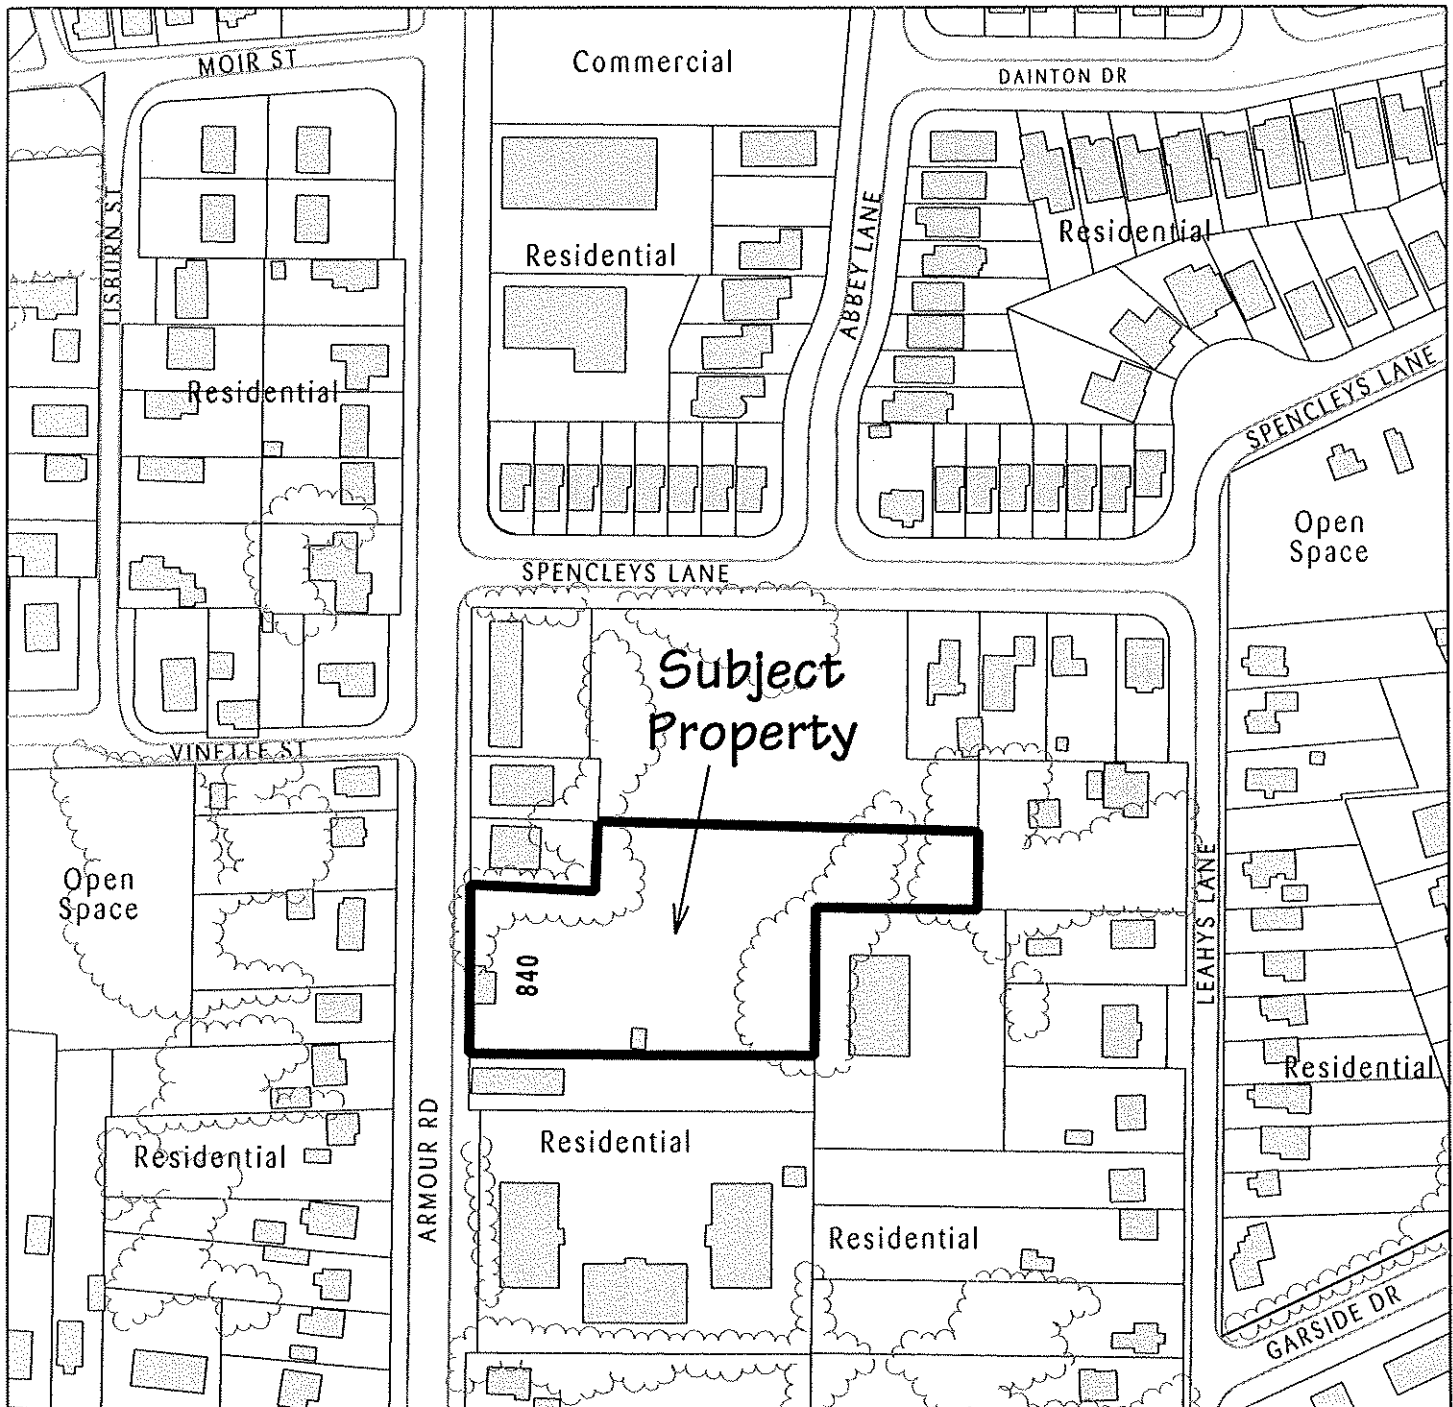 MOIR ST
Commercial
DAINTON DR
LISBURN ST
Residential
ABBEY LANE
Residential
Residential
SPENCLEYS LANE
Open
Space
SPENCLEYS LANE
Subject
Property
VINETTE ST
Open
Space
840
LEAHYS LANE
Residential
ARMOUR RD
Residential
Residential
Residential
GARSIDE DR